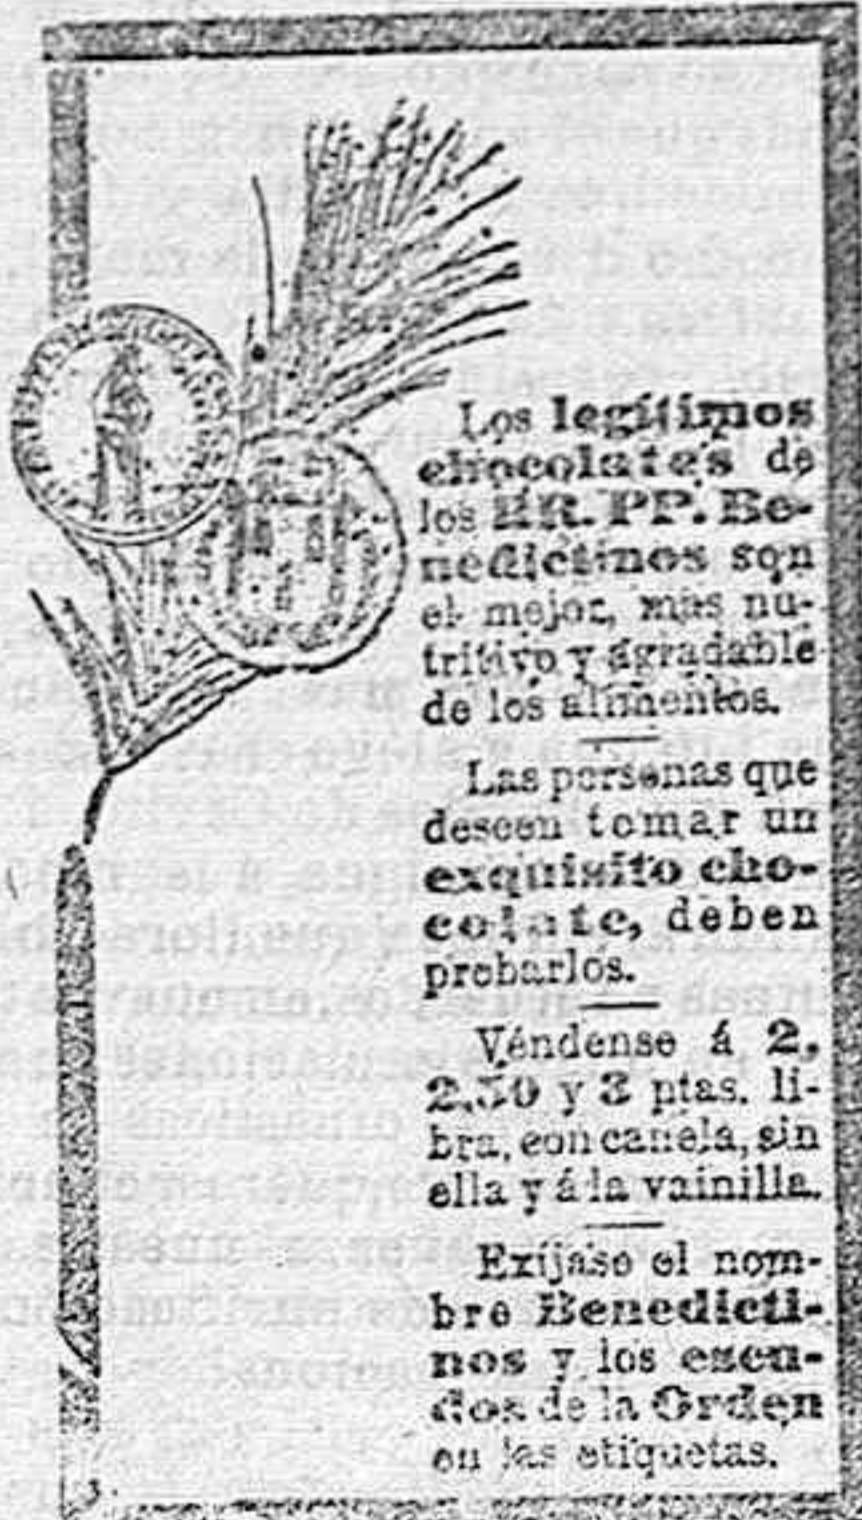 Los legítimos
chocolates de
los RR. PP. Be-
nedictinos son
el mejor, mas nu-
tritivo y agradable
de los alimentos.
Las personas que
deseen tomar un
exquisito cho-
colate, deben
probarlos.
Véndense á 2,
2,50 y 3 ptas. li-
bra, con canela, sin
ella y á la vainilla.
Exíjase el nom-
bre Benedicti-
nos y los escu-
dos de la Orden
en las etiquetas.